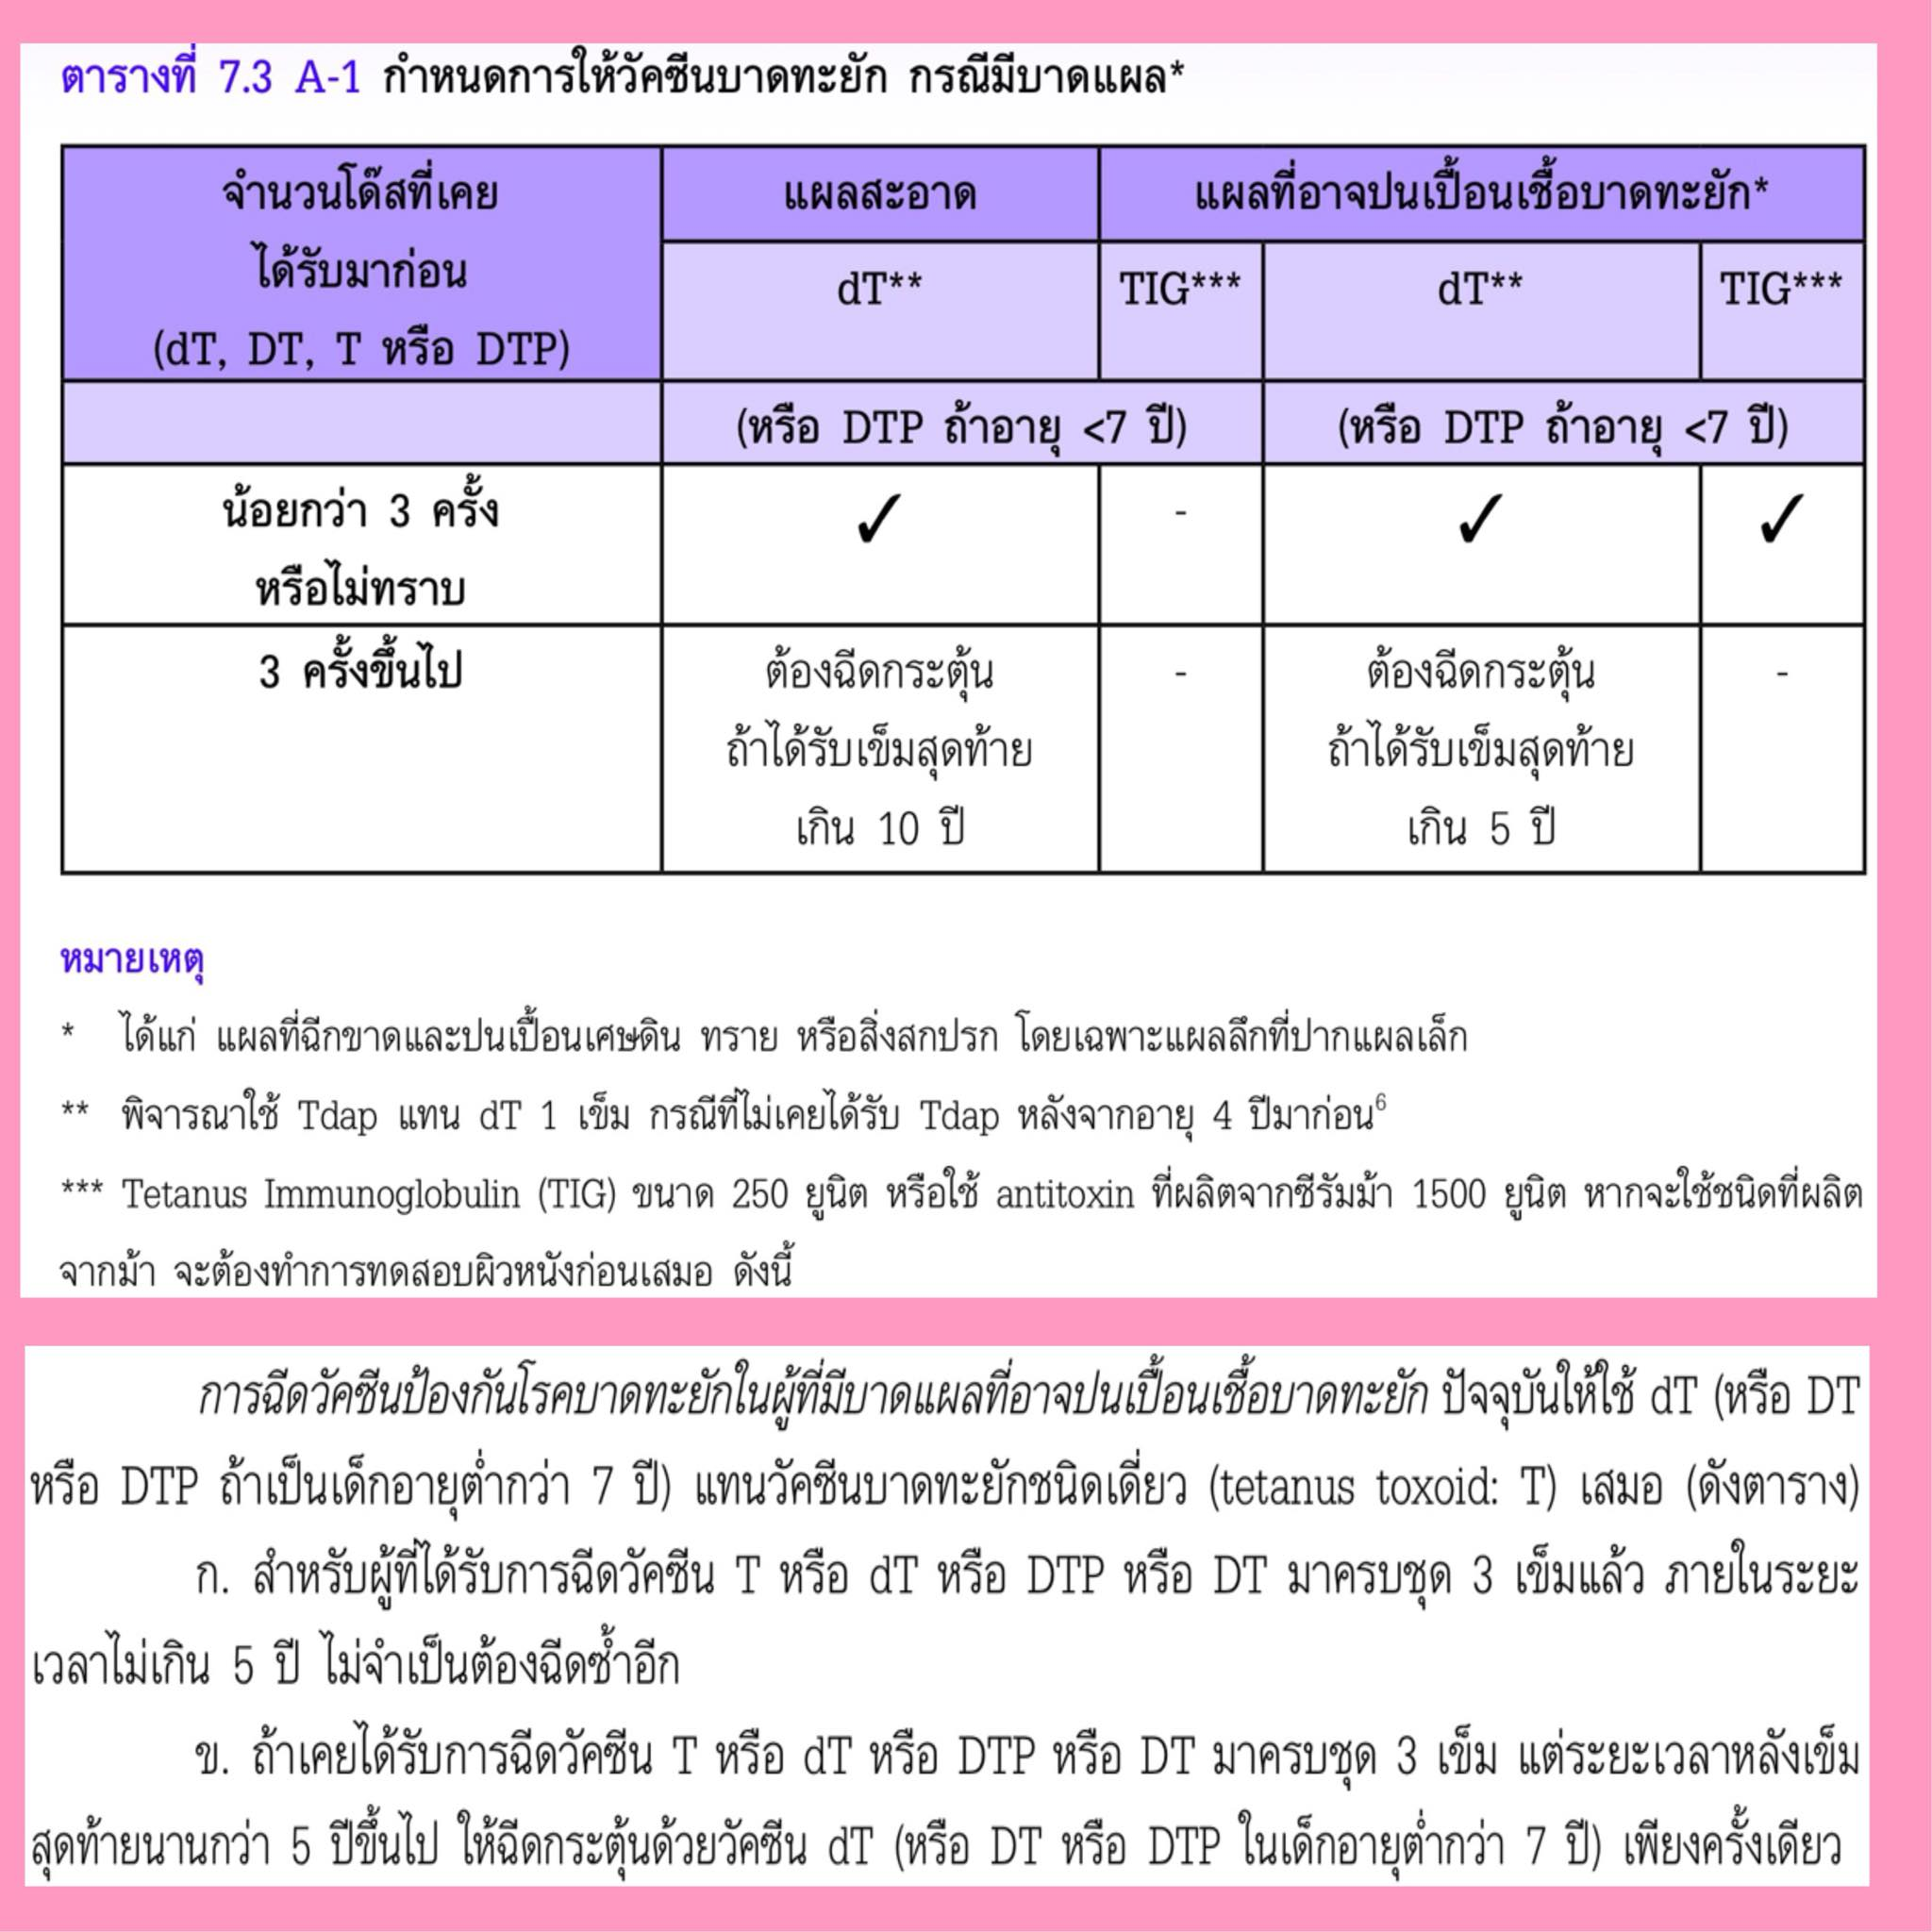 ตารางที่ 7.3 A-1 กำหนดการให้วัคซีนบาดทะยัก กรณีมีบาดแผล*
จำนวนโด๊สที่เคย
ได้รับมาก่อน
(dT, DT, T หรือ DTP)
แผลสะอาด
แผลที่อาจปนเปื้อนเชื้อบาดทะยัก*
dT**
TIG***
dT**
TIG***
(หรือ DTP ถ้าอายุ <7 ปี)
(หรือ DTP ถ้าอายุ <7 ปี)
น้อยกว่า 3 ครั้ง
หรือไม่ทราบ
✓
-
✓
✓
3 ครั้งขึ้นไป
ต้องฉีดกระตุ้น
ถ้าได้รับเข็มสุดท้าย
เกิน 10 ปี
-
ต้องฉีดกระตุ้น
ถ้าได้รับเข็มสุดท้าย
เกิน 5 ปี
-
หมายเหตุ
* ได้แก่ แผลที่ฉีกขาดและปนเปื้อนเศษดิน ทราย หรือสิ่งสกปรก โดยเฉพาะแผลลึกที่ปากแผลเล็ก
** พิจารณาใช้ Tdap แทน dT 1 เข็ม กรณีที่ไม่เคยได้รับ Tdap หลังจากอายุ 4 ปีมาก่อน⁶
*** Tetanus Immunoglobulin (TIG) ขนาด 250 ยูนิต หรือใช้ antitoxin ที่ผลิตจากซีรัมม้า 1500 ยูนิต หากจะใช้ชนิดที่ผลิต
จากม้า จะต้องทำการทดสอบผิวหนังก่อนเสมอ ดังนี้
การฉีดวัคซีนป้องกันโรคบาดทะยักในผู้ที่มีบาดแผลที่อาจปนเปื้อนเชื้อบาดทะยัก ปัจจุบันให้ใช้ dT (หรือ DT
หรือ DTP ถ้าเป็นเด็กอายุต่ำกว่า 7 ปี) แทนวัคซีนบาดทะยักชนิดเดี่ยว (tetanus toxoid: T) เสมอ (ดังตาราง)
ก. สำหรับผู้ที่ได้รับการฉีดวัคซีน T หรือ dT หรือ DTP หรือ DT มาครบชุด 3 เข็มแล้ว ภายในระยะ
เวลาไม่เกิน 5 ปี ไม่จำเป็นต้องฉีดซ้ำอีก
ข. ถ้าเคยได้รับการฉีดวัคซีน T หรือ dT หรือ DTP หรือ DT มาครบชุด 3 เข็ม แต่ระยะเวลาหลังเข็ม
สุดท้ายนานกว่า 5 ปีขึ้นไป ให้ฉีดกระตุ้นด้วยวัคซีน dT (หรือ DT หรือ DTP ในเด็กอายุต่ำกว่า 7 ปี) เพียงครั้งเดียว